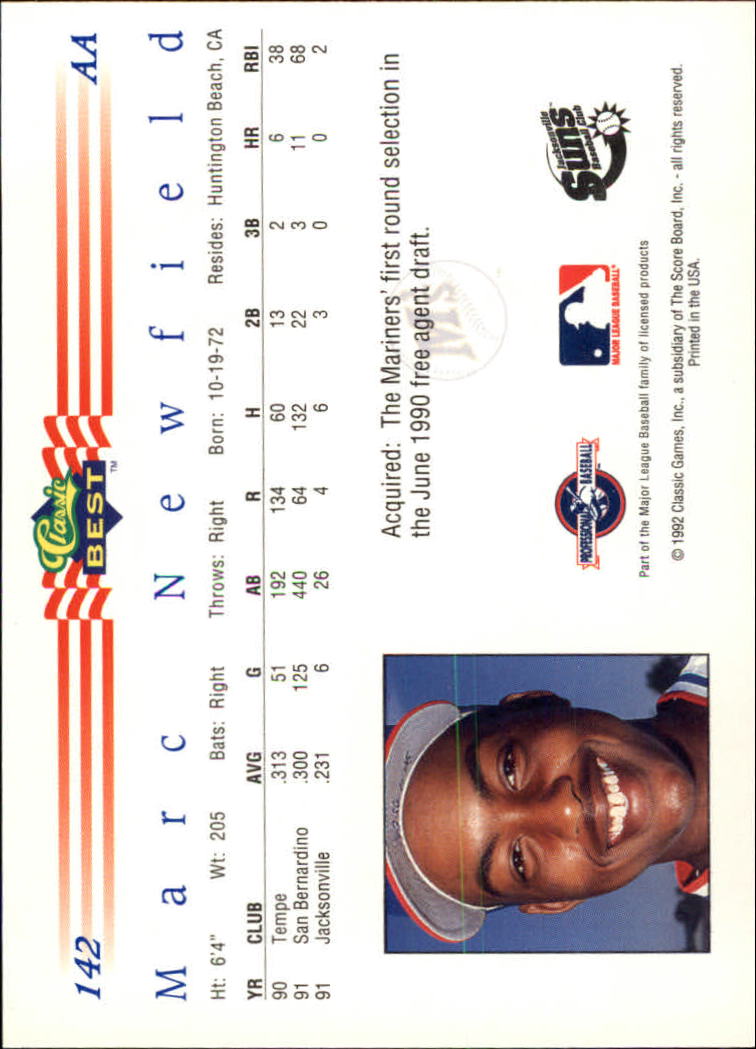 142 AA
Classic
BEST™
Marc Newfield
Ht: 6'4" Wt: 205 Bats: Right Throws: Right Born: 10-19-72 Resides: Huntington Beach, CA
YR CLUB AVG G AB R H 2B 3B HR RBI
90 Tempe .313 51 192 134 60 13 2 6 38
91 San Bernardino .300 125 440 64 132 22 3 11 68
91 Jacksonville .231 6 26 4 6 3 0 0 2
Acquired: The Mariners' first round selection in
the June 1990 free agent draft.
M's
PROFESSIONAL BASEBALL
MAJOR LEAGUE BASEBALL®
Jacksonville
Suns
Baseball Club
Part of the Major League Baseball family of licensed products
© 1992 Classic Games, Inc., a subsidiary of The Score Board, Inc. - all rights reserved.
Printed in the USA.